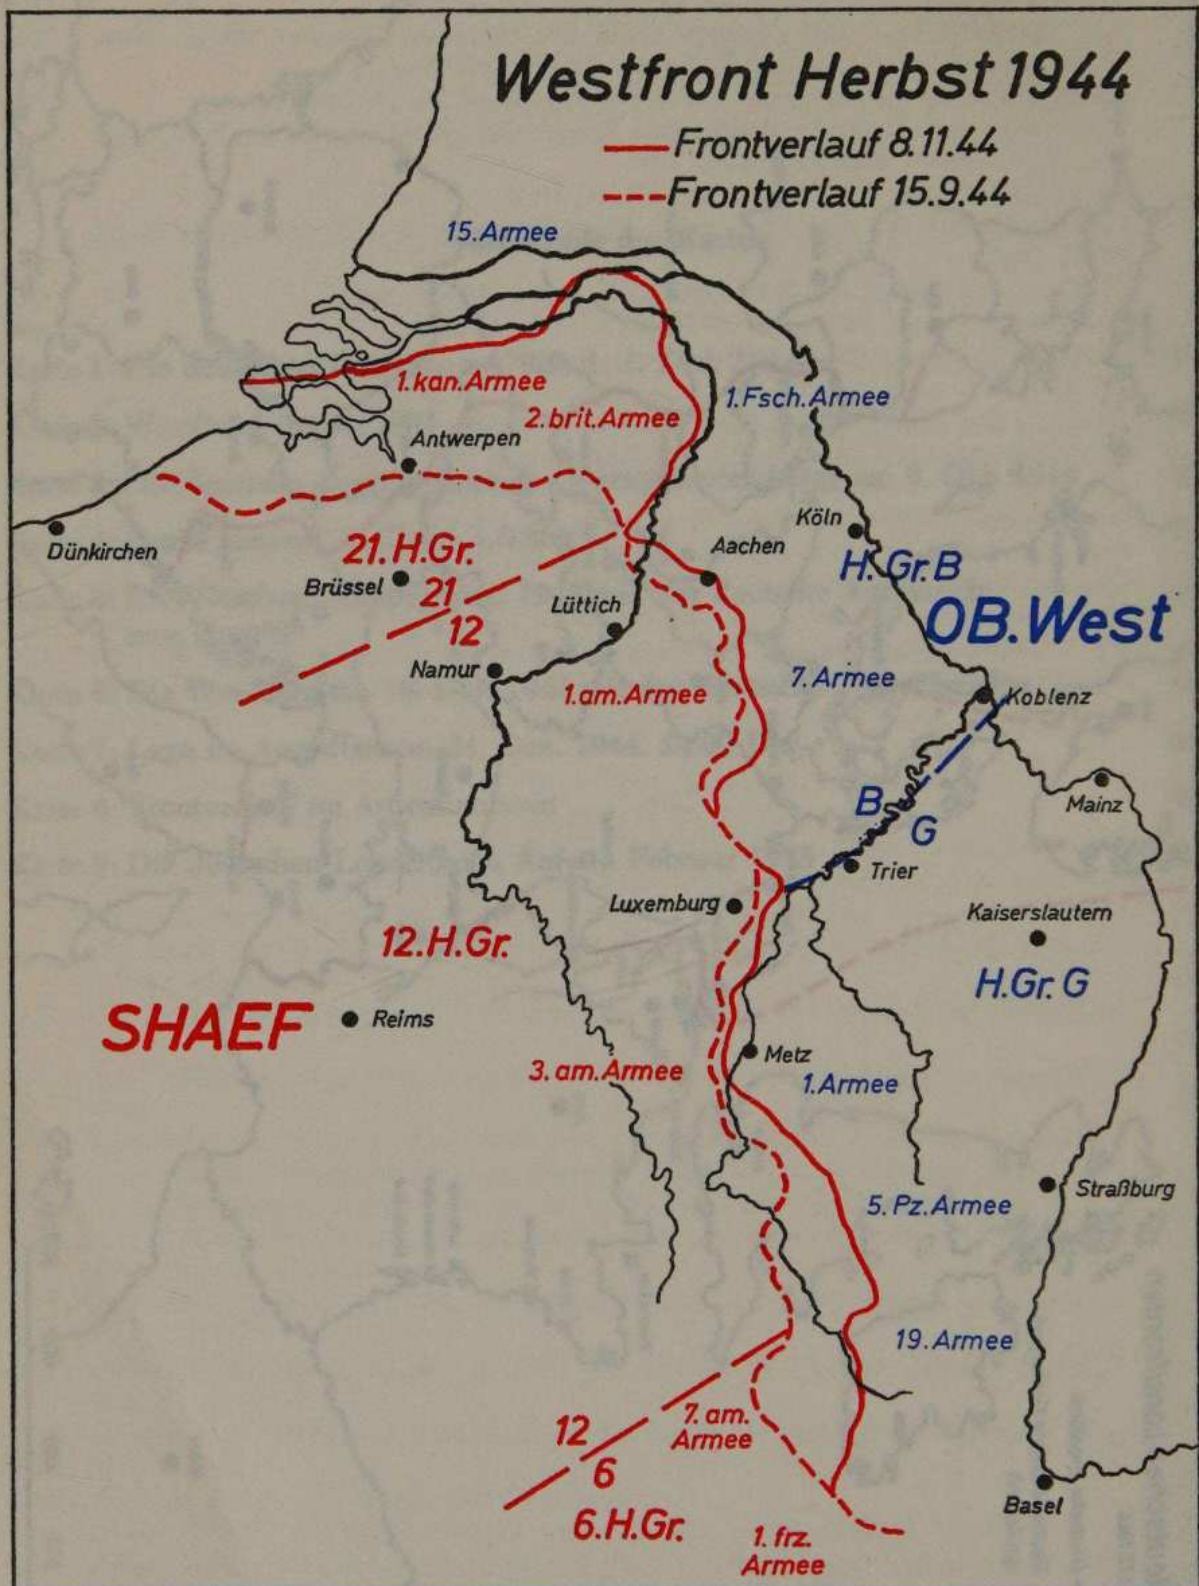 Westfront Herbst 1944
Frontverlauf 8.11.44
Frontverlauf 15.9.44
15. Armee
1. kan. Armee
2. brit. Armee
1. Fsch. Armee
Antwerpen
Dünkirchen
Köln
Aachen
21. H.Gr.
Brüssel
21
12
H. Gr. B
OB. West
Lüttich
Namur
1. am. Armee
7. Armee
Koblenz
B
G
Mainz
Trier
Luxemburg
Kaiserslautern
12. H. Gr.
H. Gr. G
SHAEF
Reims
Metz
3. am. Armee
1. Armee
5. Pz. Armee
Straßburg
19. Armee
7. am.
Armee
12
6
6. H. Gr.
1. frz.
Armee
Basel